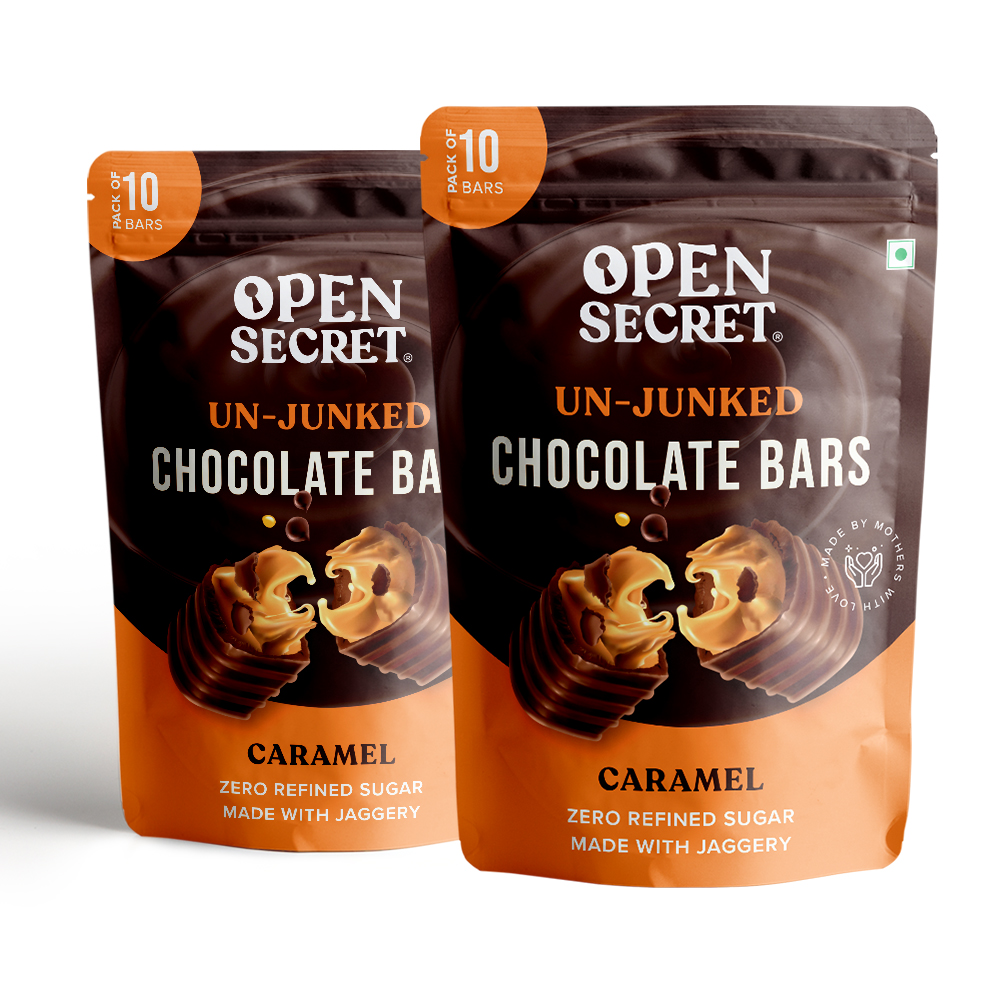 PACK OF
10
BARS
OPEN
SECRET®
UN-JUNKED
CHOCOLATE BA
CARAMEL
ZERO REFINED SUGAR
MADE WITH JAGGERY
PACK OF
10
BARS
OPEN
SECRET®
UN-JUNKED
CHOCOLATE BARS
MADE BY MOTHERS WITH LOVE •
CARAMEL
ZERO REFINED SUGAR
MADE WITH JAGGERY